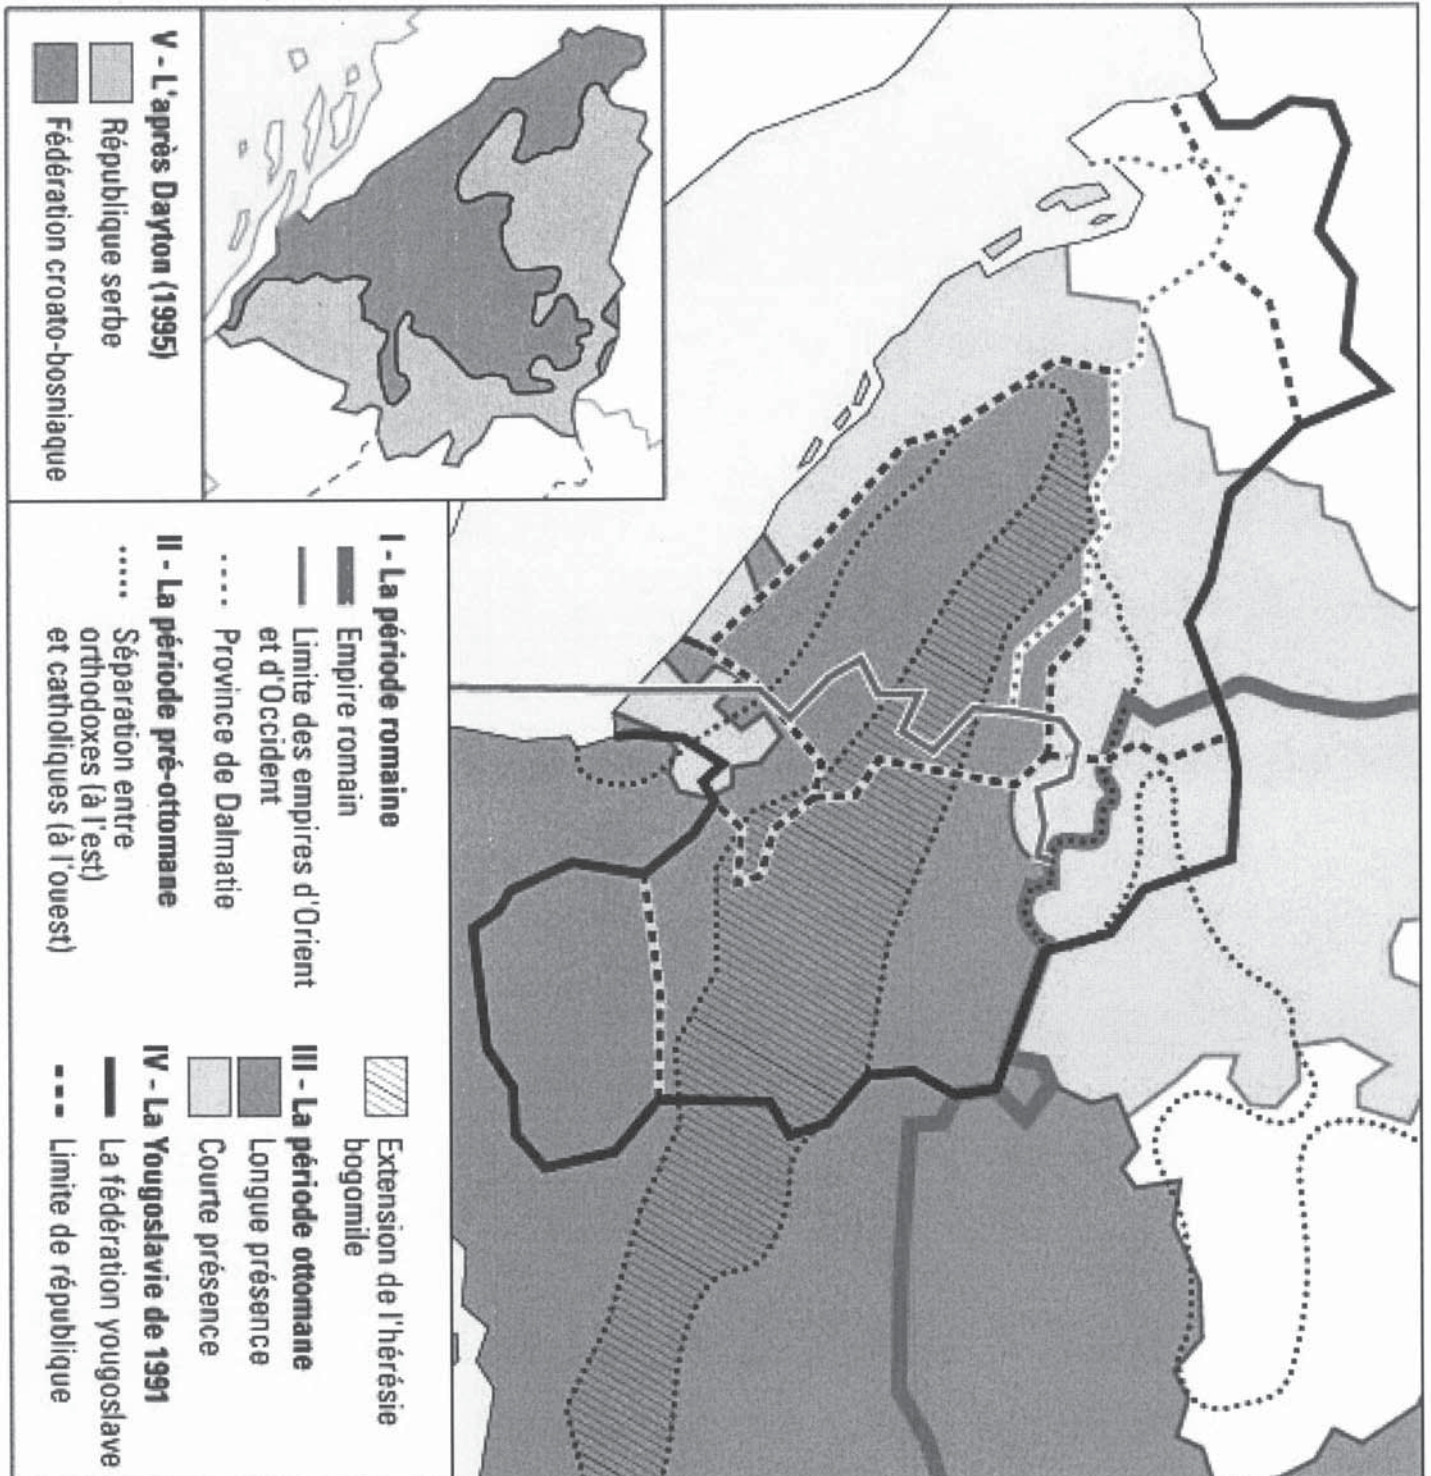 V - L'après Dayton (1995)
République serbe
Fédération croato-bosniaque
I - La période romaine
Empire romain
Limite des empires d'Orient
et d'Occident
Province de Dalmatie
II - La période pré-ottomane
Séparation entre
orthodoxes (à l'est)
et catholiques (à l'ouest)
Extension de l'hérésie
bogomile
III - La période ottomane
Longue présence
Courte présence
IV - La Yougoslavie de 1991
La fédération yougoslave
Limite de république